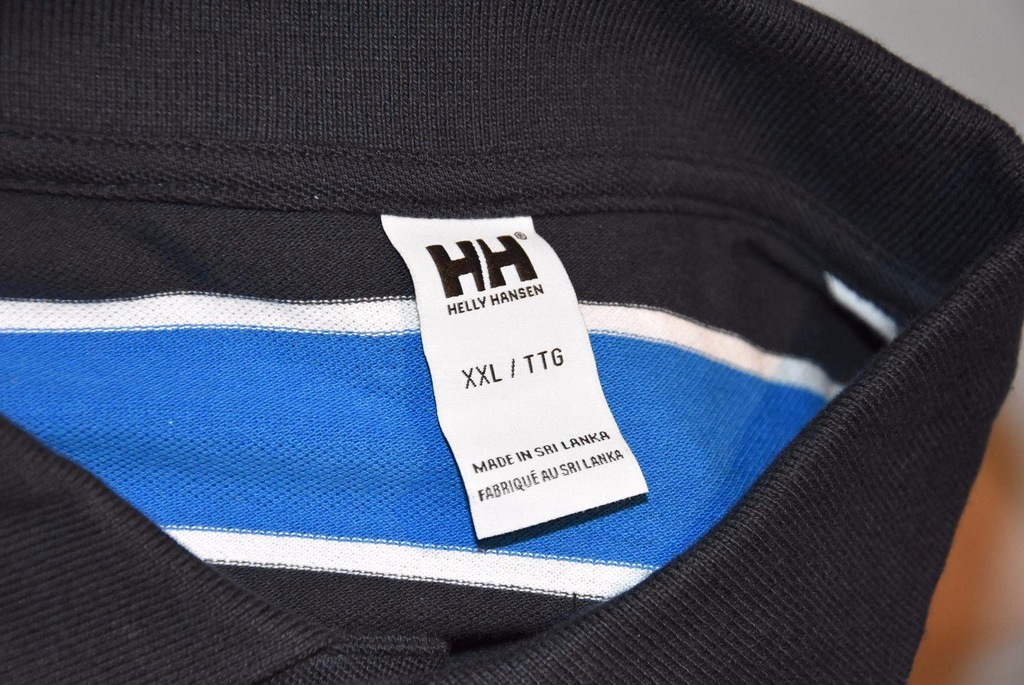 HH®
HELLY HANSEN
XXL / TTG
MADE IN SRI LANKA
FABRIQUÉ AU SRI LANKA